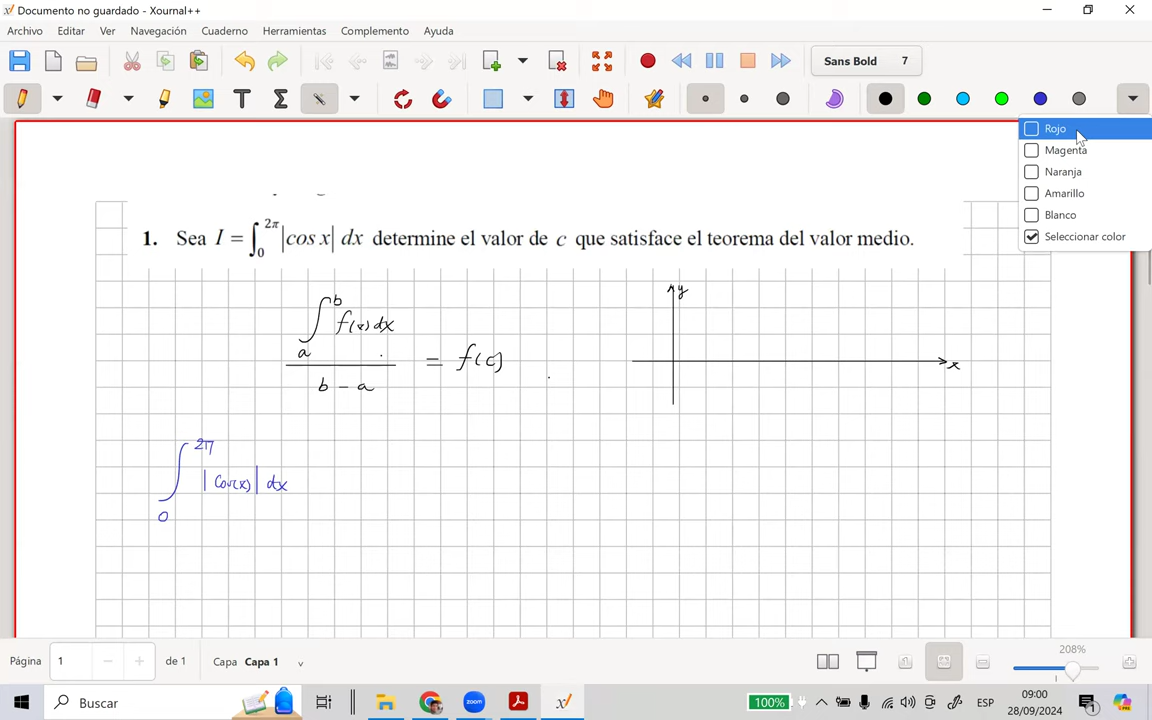 Documento no guardado - Xournal++
Archivo Editar Ver Navegación Cuaderno Herramientas Complemento Ayuda
Sans Bold 7
Rojo
Magenta
Naranja
Amarillo
Blanco
Seleccionar color
1. Sea I = ∫₀^{2π} |cos x| dx determine el valor de c que satisface el teorema del valor medio.
y
∫_a^b f(x) dx
x
――― = f(c)
b - a
∫₀^{2π} |Cos(x)| dx
Página 1 de 1 Capa Capa 1
208%
Buscar
100%
ESP
09:00
28/09/2024
1